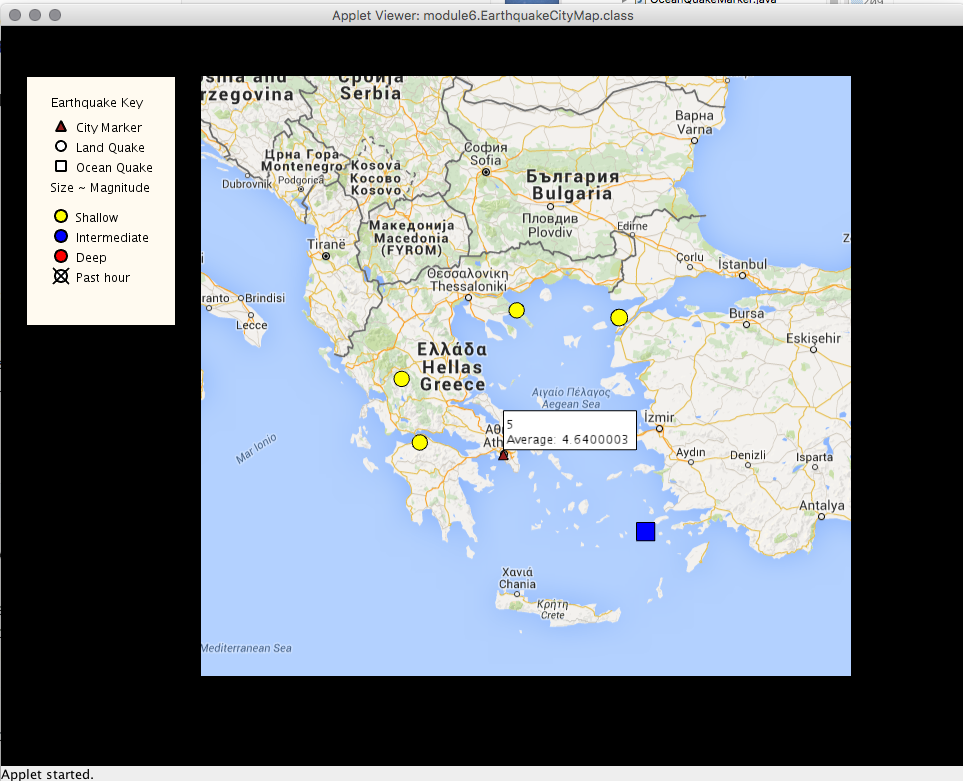 OceanQuakeMarker.java
Applet Viewer: module6.EarthquakeCityMap.class
Earthquake Key
City Marker
Land Quake
Ocean Quake
Size ~ Magnitude
Shallow
Intermediate
Deep
Past hour
snia and
rzegovina
Србија
Serbia
Варна
Varna
Црна Гора
Montenegro
Podgorica
Dubrovnik
Kosova
Косово
Kosovo
София
Sofia
България
Bulgaria
Пловдив
Plovdiv
Македонија
Macedonia
(FYROM)
Edirne
Tiranë
Çorlu
İstanbul
Z
Θεσσαλονίκη
Thessaloniki
ranto
Brindisi
Lecce
Bursa
Eskişehir
Ελλάδα
Hellas
Greece
Αιγαίο Πέλαγος
Aegean Sea
5
Average: 4.6400003
Αθ
Ath
İzmir
Mar Ionio
Aydın
Denizli
Isparta
Antalya
Χανιά
Chania
Κρήτη
Crete
Mediterranean Sea
Applet started.